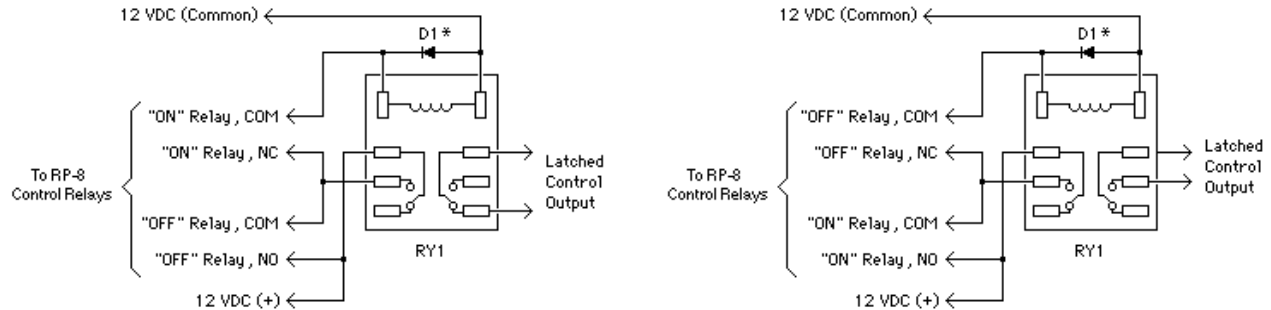 12 VDC (Common)
D1 *
"ON" Relay , COM
"ON" Relay , NC
To RP-8
Control Relays
"OFF" Relay , COM
"OFF" Relay , NO
12 VDC (+)
Latched
Control
Output
RY1
12 VDC (Common)
D1 *
"OFF" Relay , COM
"OFF" Relay , NC
To RP-8
Control Relays
"ON" Relay , COM
"ON" Relay , NO
12 VDC (+)
Latched
Control
Output
RY1